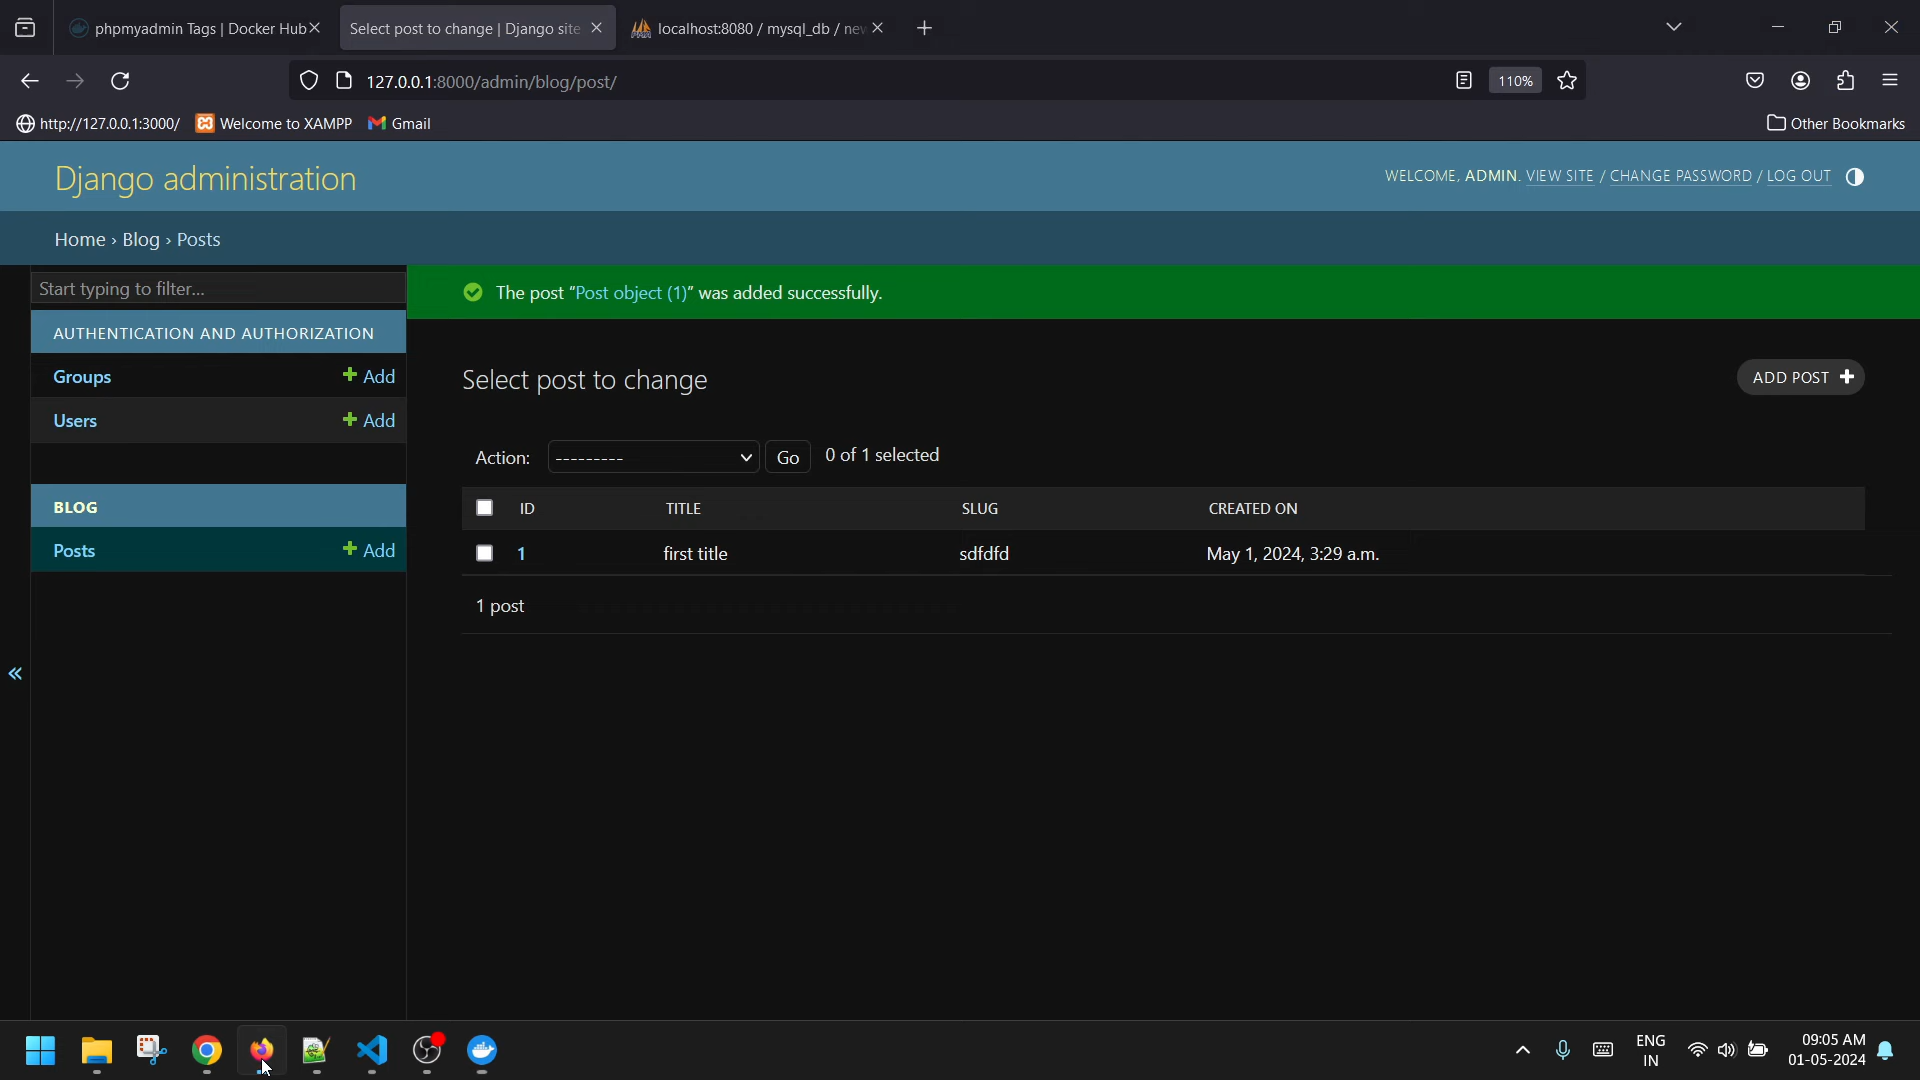 phpmyadmin Tags | Docker Hub
Select post to change | Django site
localhost:8080 / mysql_db / new
127.0.0.1:8000/admin/blog/post/
110%
http://127.0.0.1:3000/
Welcome to XAMPP
Gmail
Other Bookmarks
Django administration
WELCOME, ADMIN. VIEW SITE / CHANGE PASSWORD / LOG OUT
Home › Blog › Posts
Start typing to filter...
The post “Post object (1)” was added successfully.
AUTHENTICATION AND AUTHORIZATION
Groups
+ Add
Users
+ Add
BLOG
Posts
+ Add
Select post to change
ADD POST +
Action:
---------
Go
0 of 1 selected
ID TITLE SLUG CREATED ON
1 first title sdfdfd May 1, 2024, 3:29 a.m.
1 post
«
ENG
IN
09:05 AM
01-05-2024